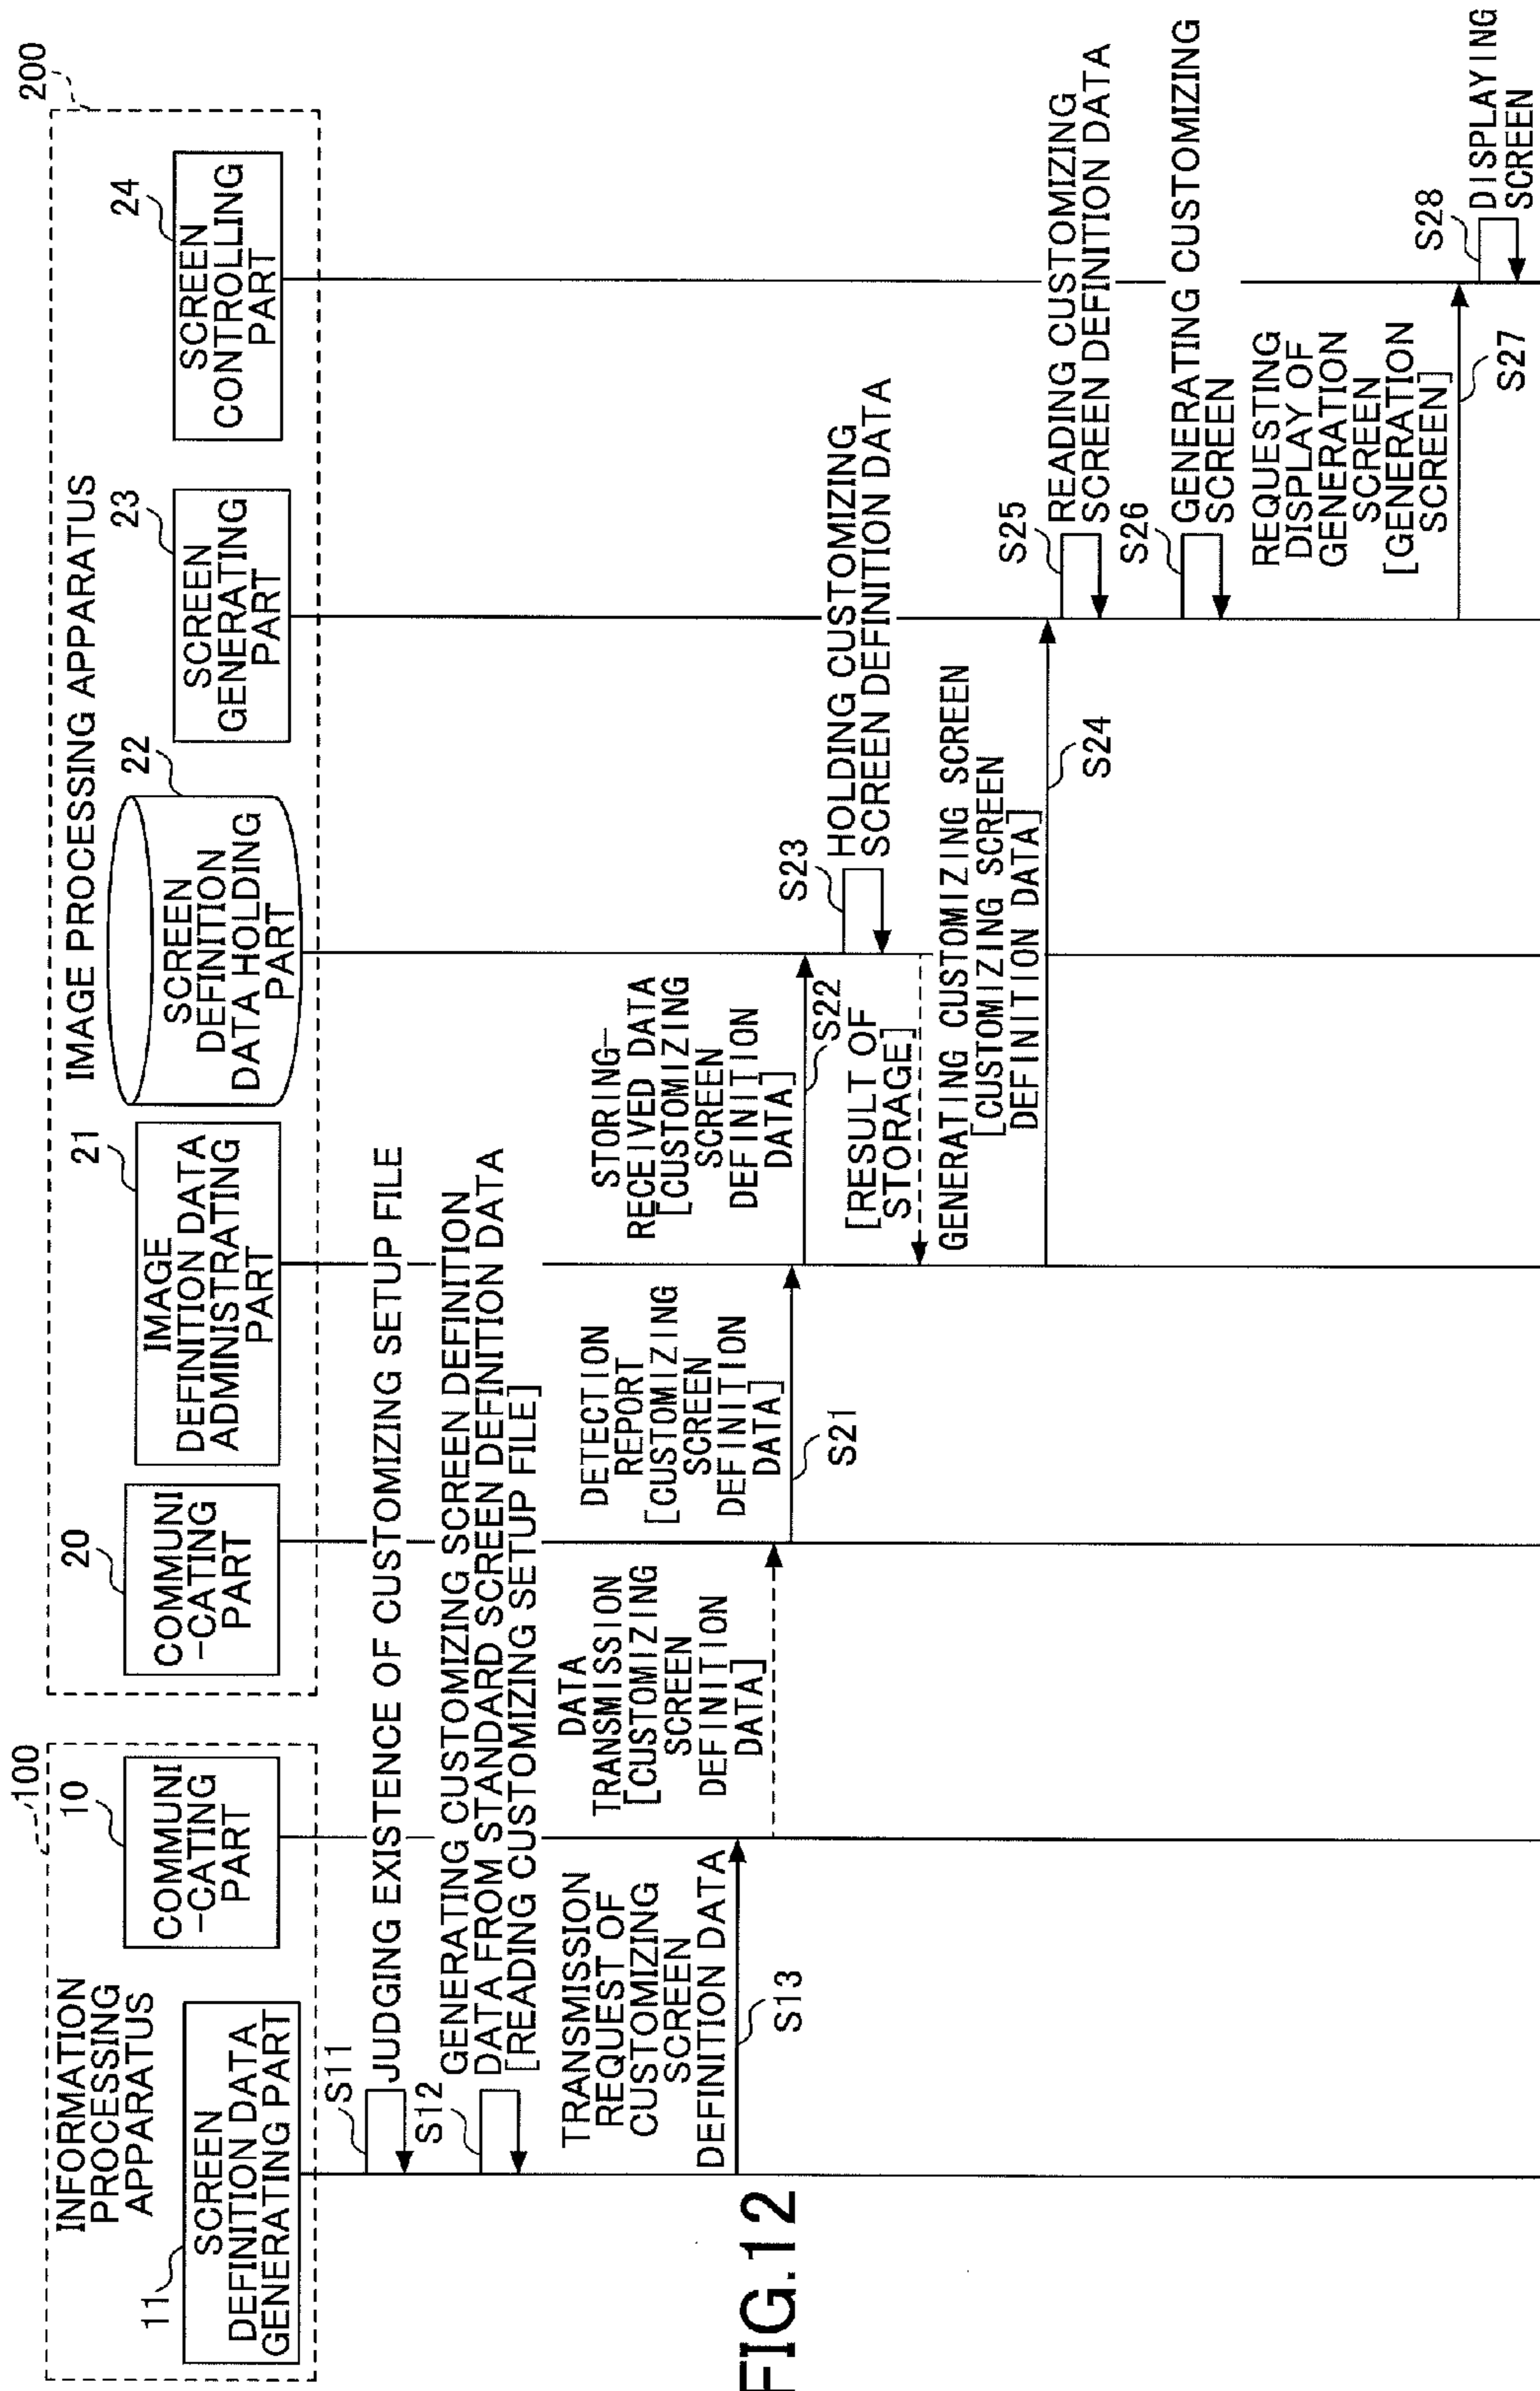 FIG.12
INFORMATION
PROCESSING
APPARATUS
100
11
SCREEN
DEFINITION DATA
GENERATING PART
10
COMMUNI
-CATING
PART
IMAGE PROCESSING APPARATUS
200
20
COMMUNI
-CATING
PART
21
IMAGE
DEFINITION DATA
ADMINISTRATING
PART
22
SCREEN
DEFINITION
DATA HOLDING
PART
23
SCREEN
GENERATING
PART
24
SCREEN
CONTROLLING
PART
S11
JUDGING EXISTENCE OF CUSTOMIZING SETUP FILE
S12
GENERATING CUSTOMIZING SCREEN DEFINITION
DATA FROM STANDARD SCREEN DEFINITION DATA
[READING CUSTOMIZING SETUP FILE]
TRANSMISSION
REQUEST OF
CUSTOMIZING
SCREEN
DEFINITION DATA
S13
DATA
TRANSMISSION
[CUSTOMIZING
SCREEN
DEFINITION
DATA]
DETECTION
REPORT
[CUSTOMIZING
SCREEN
DEFINITION
DATA]
S21
STORING
RECEIVED DATA
[CUSTOMIZING
SCREEN
DEFINITION
DATA]
S22
S23
HOLDING CUSTOMIZING
SCREEN DEFINITION DATA
[RESULT OF
STORAGE]
GENERATING CUSTOMIZING SCREEN
[CUSTOMIZING SCREEN
DEFINITION DATA]
S24
S25
READING CUSTOMIZING
SCREEN DEFINITION DATA
S26
GENERATING CUSTOMIZING
SCREEN
REQUESTING
DISPLAY OF
GENERATION
SCREEN
[GENERATION
SCREEN]
S27
S28
DISPLAYING
SCREEN